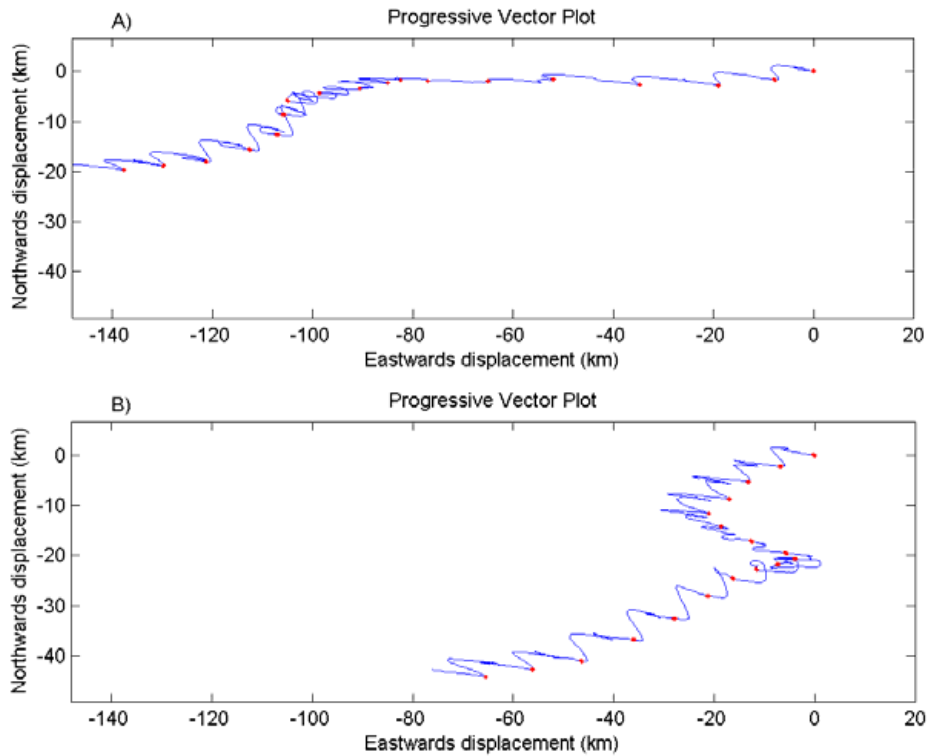 A)
Progressive Vector Plot
Northwards displacement (km)
0
-10
-20
-30
-40
-140 -120 -100 -80 -60 -40 -20 0 20
Eastwards displacement (km)
B)
Progressive Vector Plot
Northwards displacement (km)
0
-10
-20
-30
-40
-140 -120 -100 -80 -60 -40 -20 0 20
Eastwards displacement (km)